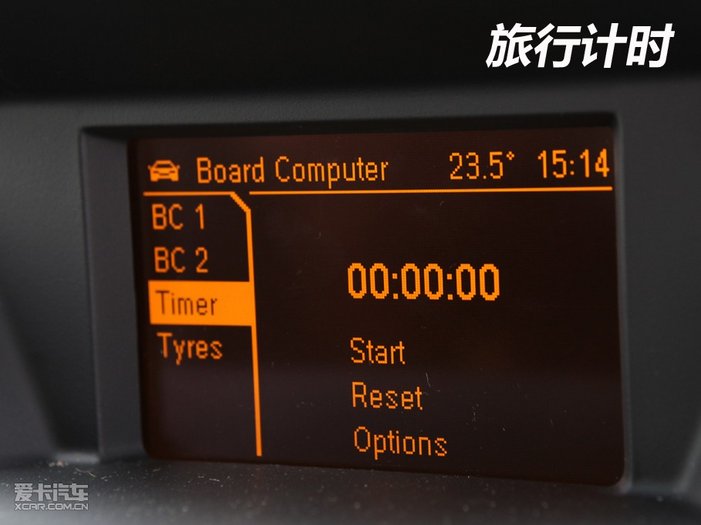 旅行计时
Board Computer 23.5° 15:14
BC 1
BC 2
Timer
Tyres
00:00:00
Start
Reset
Options
爱卡汽车
XCAR.COM.CN